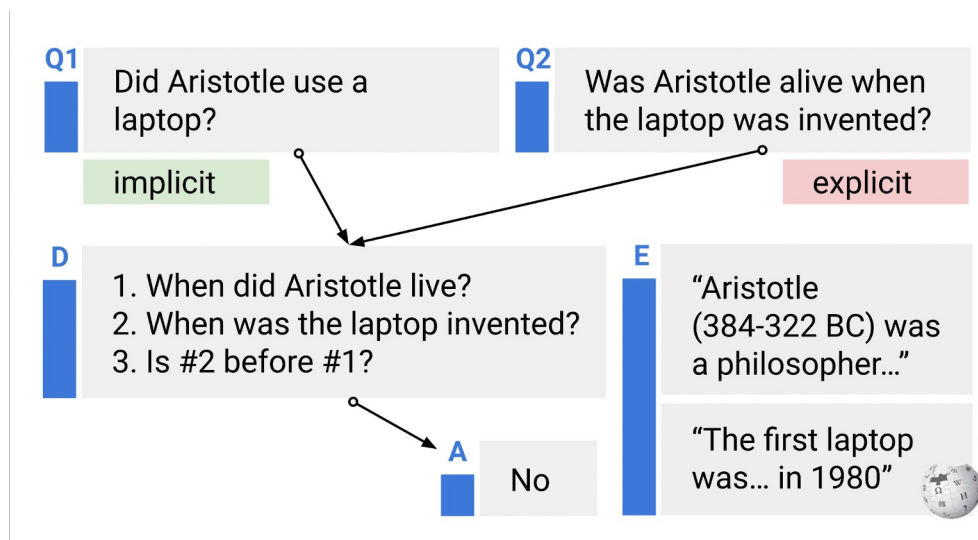 Q1
Did Aristotle use a
laptop?
implicit
Q2
Was Aristotle alive when
the laptop was invented?
explicit
D
1. When did Aristotle live?
2. When was the laptop invented?
3. Is #2 before #1?
A
No
E
“Aristotle
(384-322 BC) was
a philosopher…”
“The first laptop
was… in 1980”